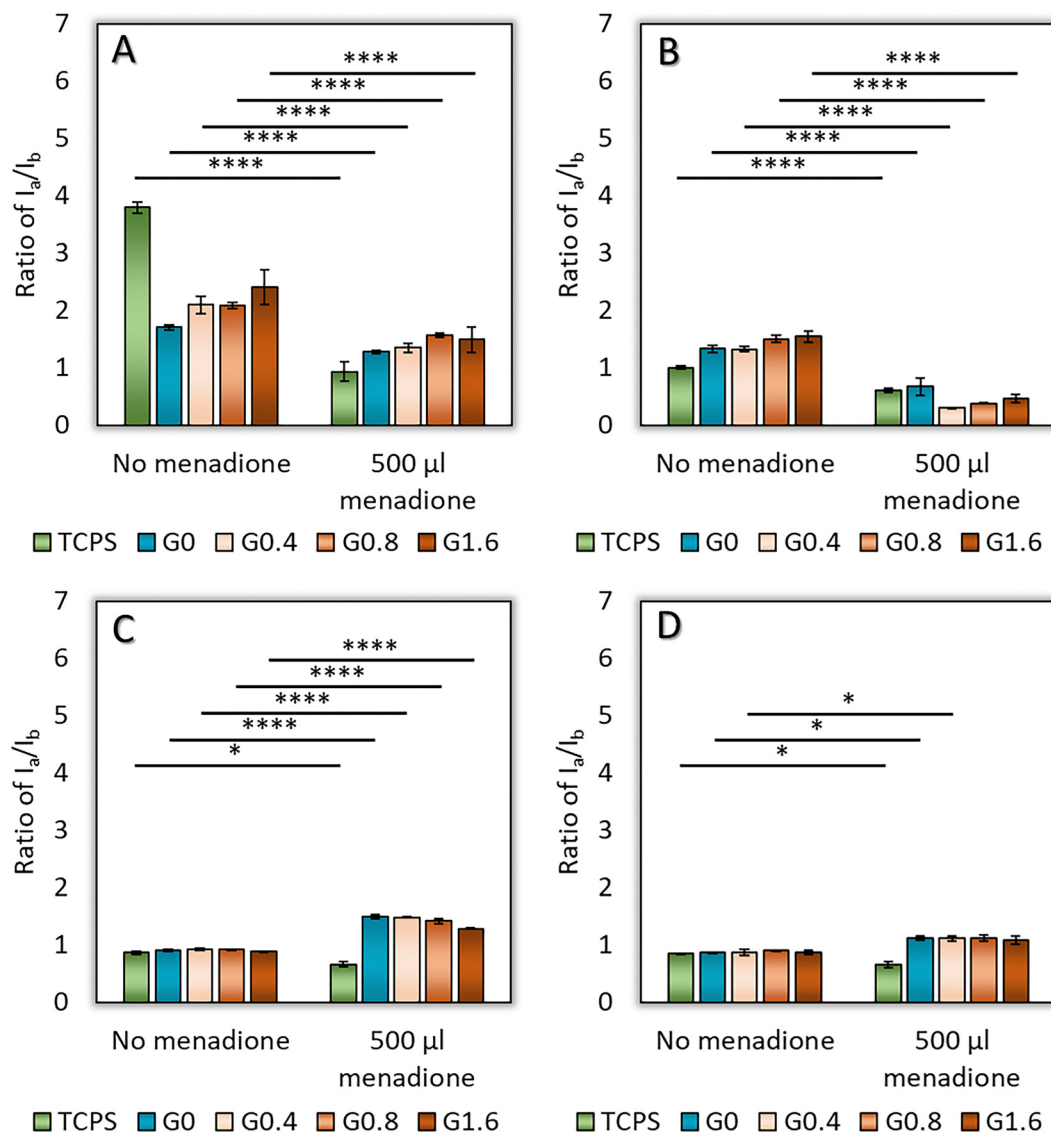 A
Ratio of Ia/Ib
7
6
5
4
3
2
1
0
****
****
****
****
****
No menadione
500 µl
menadione
TCPS G0 G0.4 G0.8 G1.6
B
Ratio of Ia/Ib
7
6
5
4
3
2
1
0
****
****
****
****
****
No menadione
500 µl
menadione
TCPS G0 G0.4 G0.8 G1.6
C
Ratio of Ia/Ib
7
6
5
4
3
2
1
0
****
****
****
****
*
No menadione
500 µl
menadione
TCPS G0 G0.4 G0.8 G1.6
D
Ratio of Ia/Ib
7
6
5
4
3
2
1
0
*
*
*
No menadione
500 µl
menadione
TCPS G0 G0.4 G0.8 G1.6